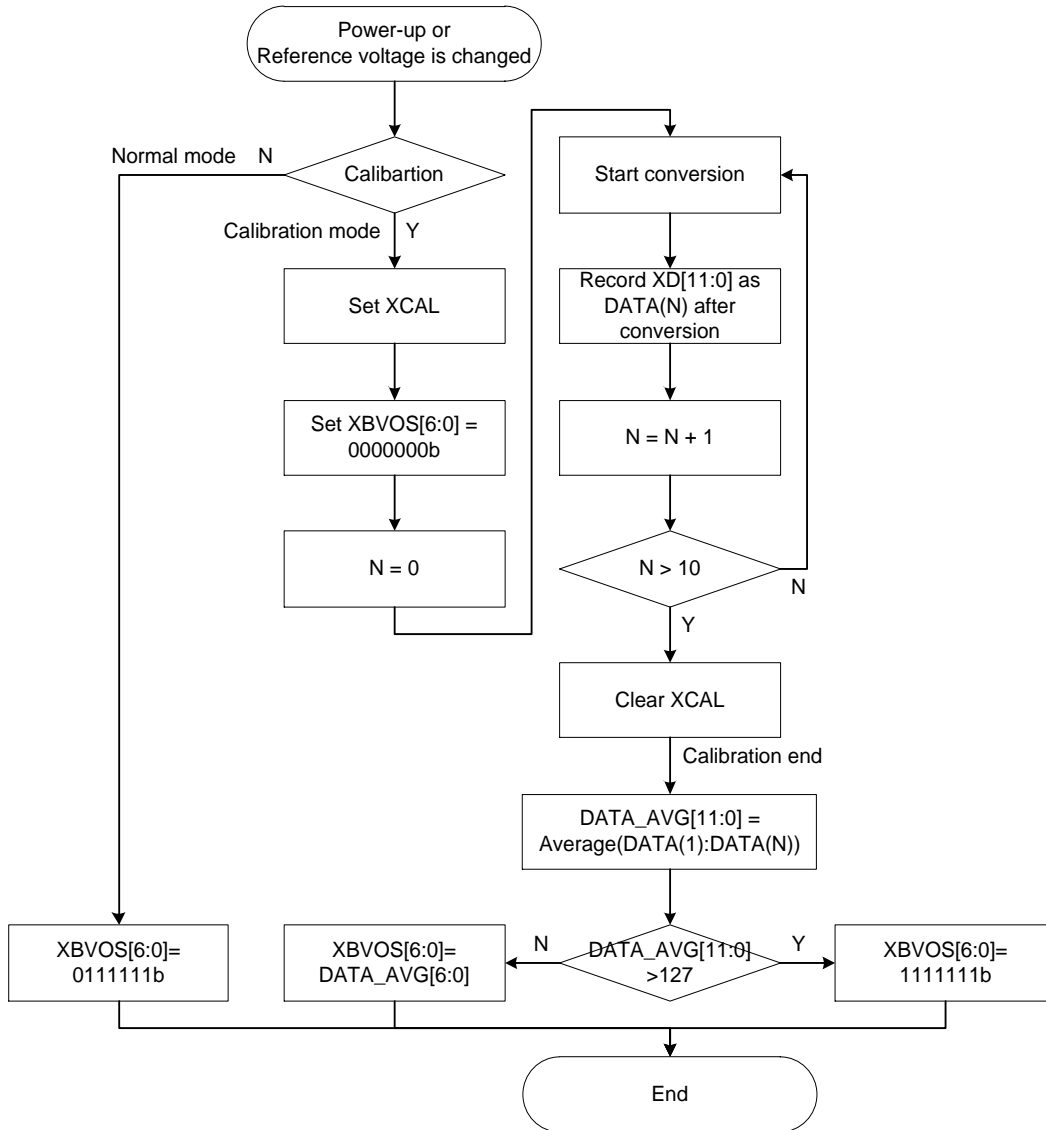 Power-up or
Reference voltage is changed
Normal mode
N
Calibartion
Calibration mode
Y
Set XCAL
Set XBVOS[6:0] =
0000000b
N = 0
Start conversion
Record XD[11:0] as
DATA(N) after
conversion
N = N + 1
N > 10
N
Y
Clear XCAL
Calibration end
DATA_AVG[11:0] =
Average(DATA(1):DATA(N))
DATA_AVG[11:0]
>127
N
Y
XBVOS[6:0]=
0111111b
XBVOS[6:0]=
DATA_AVG[6:0]
XBVOS[6:0]=
1111111b
End